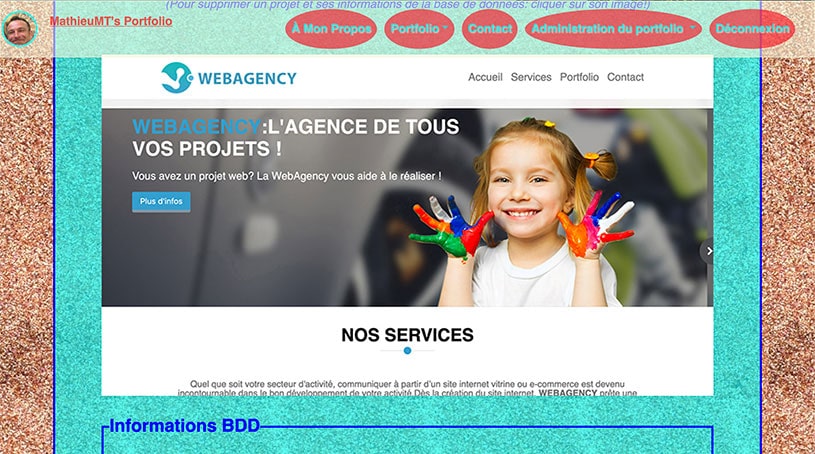 (Pour supprimer un projet et ses informations de la base de données: cliquer sur son image!)
MathieuMT's Portfolio
À Mon Propos Portfolio Contact Administration du portfolio Déconnexion
WEBAGENCY
Accueil Services Portfolio Contact
WEBAGENCY:L'AGENCE DE TOUS
VOS PROJETS !
Vous avez un projet web? La WebAgency vous aide à le réaliser !
Plus d'infos
NOS SERVICES
Quel que soit votre secteur d'activité, communiquer à partir d'un site internet vitrine ou e-commerce est devenu
incontournable dans le bon développement de votre activité.Dès la création du site internet, WEBAGENCY prête une
Informations BDD